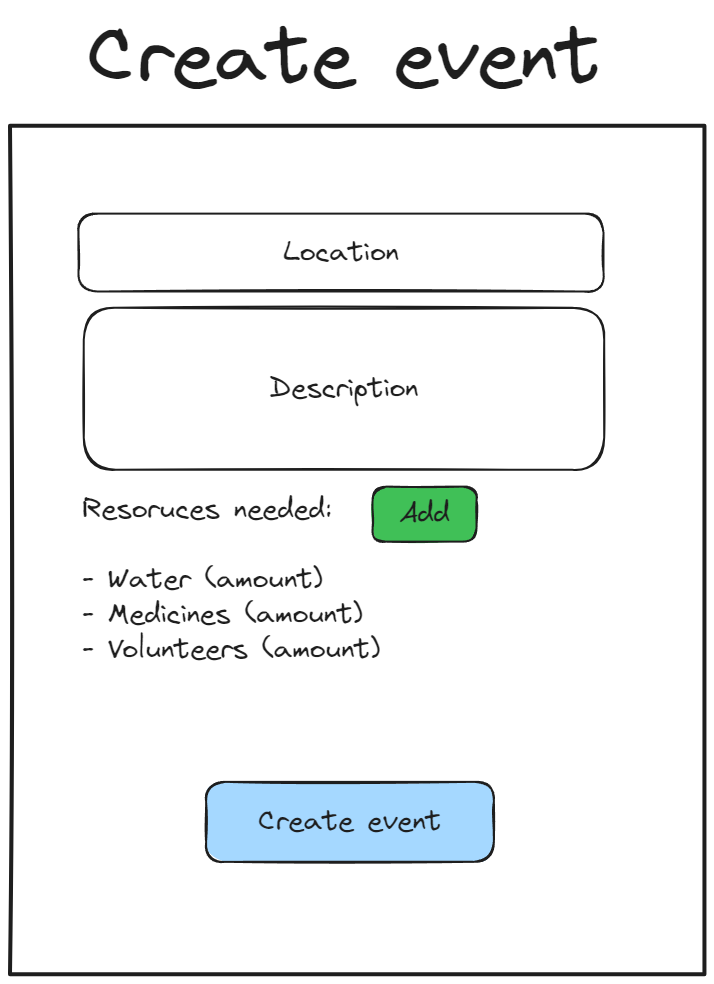 Create event
Location
Description
Resoruces needed: Add
- Water (amount)
- Medicines (amount)
- Volunteers (amount)
Create event